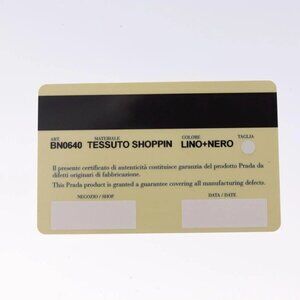 ART. MATERIALE COLORE TAGLIA
BN0640 TESSUTO SHOPPIN LINO+NERO
Il presente certificato di autenticità costituisce garanzia del prodotto Prada da
difetti originari di fabbricazione.
This Prada product is granted a guarantee covering all manufacturing defects.
NEGOZIO / SHOP DATA / DATE